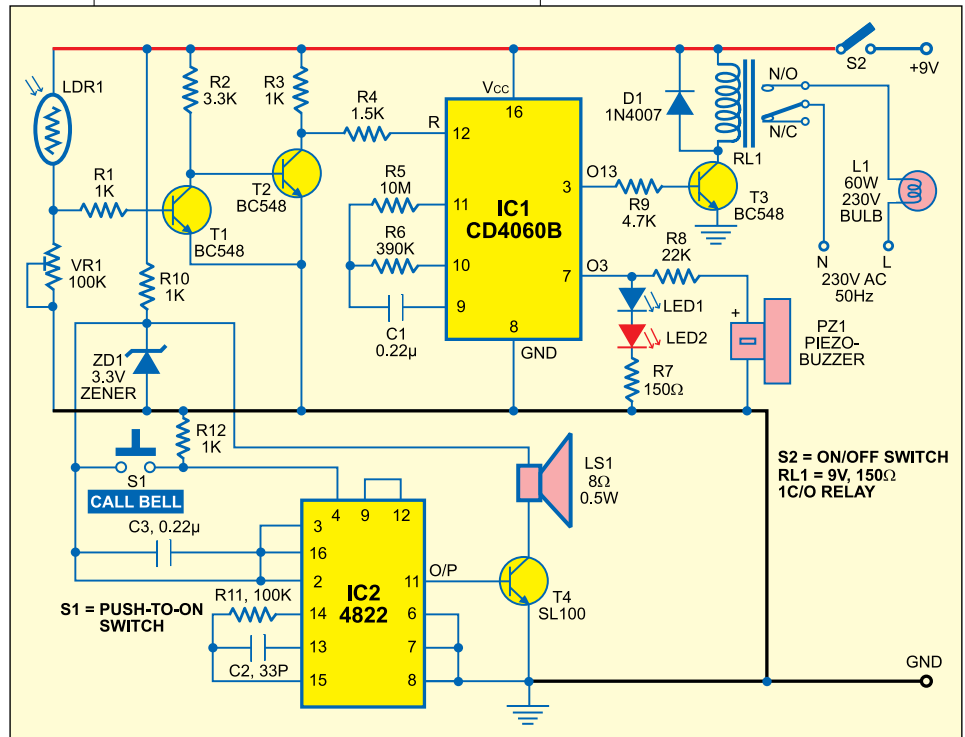 S2
+9V
LDR1
R2
3.3K
R3
1K
R4
1.5K
VCC
16
R
12
D1
1N4007
N/O
N/C
RL1
L1
60W
230V
BULB
R1
1K
T2
BC548
R5
10M
11
IC1
CD4060B
3
O13
R9
4.7K
T3
BC548
T1
BC548
R6
390K
10
VR1
100K
R10
1K
7
O3
R8
22K
N
L
230V AC
50Hz
9
C1
0.22µ
8
GND
LED1
LED2
+
PZ1
PIEZO-
BUZZER
ZD1
3.3V
ZENER
R7
150Ω
R12
1K
S1
CALL BELL
LS1
8Ω
0.5W
S2 = ON/OFF SWITCH
RL1 = 9V, 150Ω
1C/O RELAY
4
9
12
C3, 0.22µ
3
16
2
IC2
4822
11
O/P
T4
SL100
S1 = PUSH-TO-ON
SWITCH
R11, 100K
14
6
13
7
C2, 33P
15
8
GND